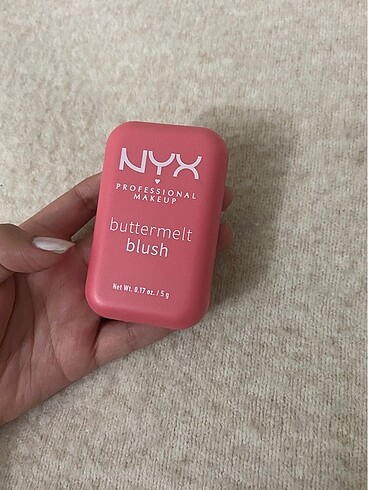 NYX
PROFESSIONAL
MAKEUP
buttermelt
blush
Net Wt. 0.17 oz. / 5 g